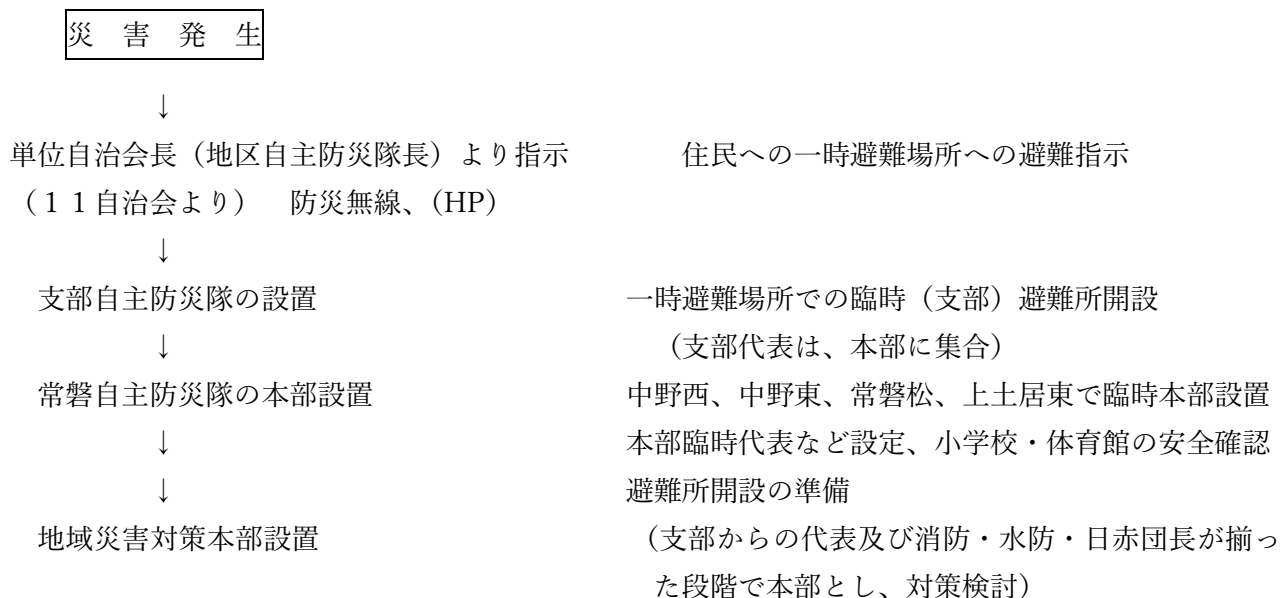 災　害　発　生
↓
単位自治会長（地区自主防災隊長）より指示　　　　住民への一時避難場所への避難指示
（１１自治会より）　防災無線、（HP）
↓
支部自主防災隊の設置　　　　一時避難場所での臨時（支部）避難所開設
↓　　　　（支部代表は、本部に集合）
常磐自主防災隊の本部設置　　　　中野西、中野東、常磐松、上土居東で臨時本部設置
↓　　　　本部臨時代表など設定、小学校・体育館の安全確認
↓　　　　避難所開設の準備
地域災害対策本部設置　　　　（支部からの代表及び消防・水防・日赤団長が揃っ
た段階で本部とし、対策検討）